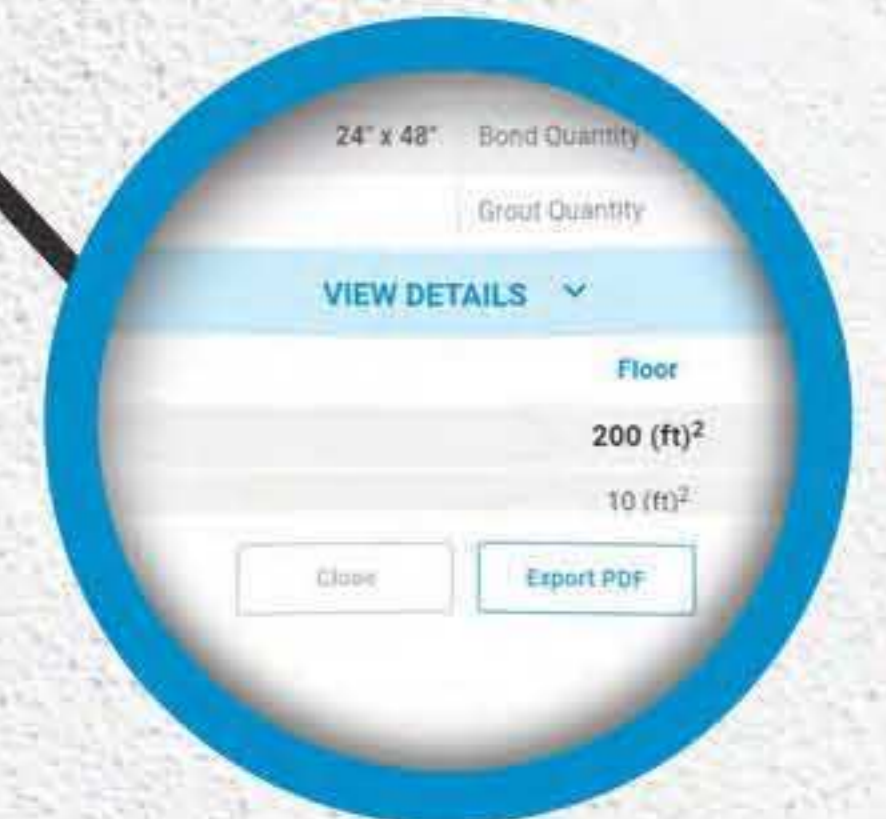 24" x 48" Bond Quantity
Grout Quantity
VIEW DETAILS
Floor
200 (ft)²
10 (ft)²
Close Export PDF